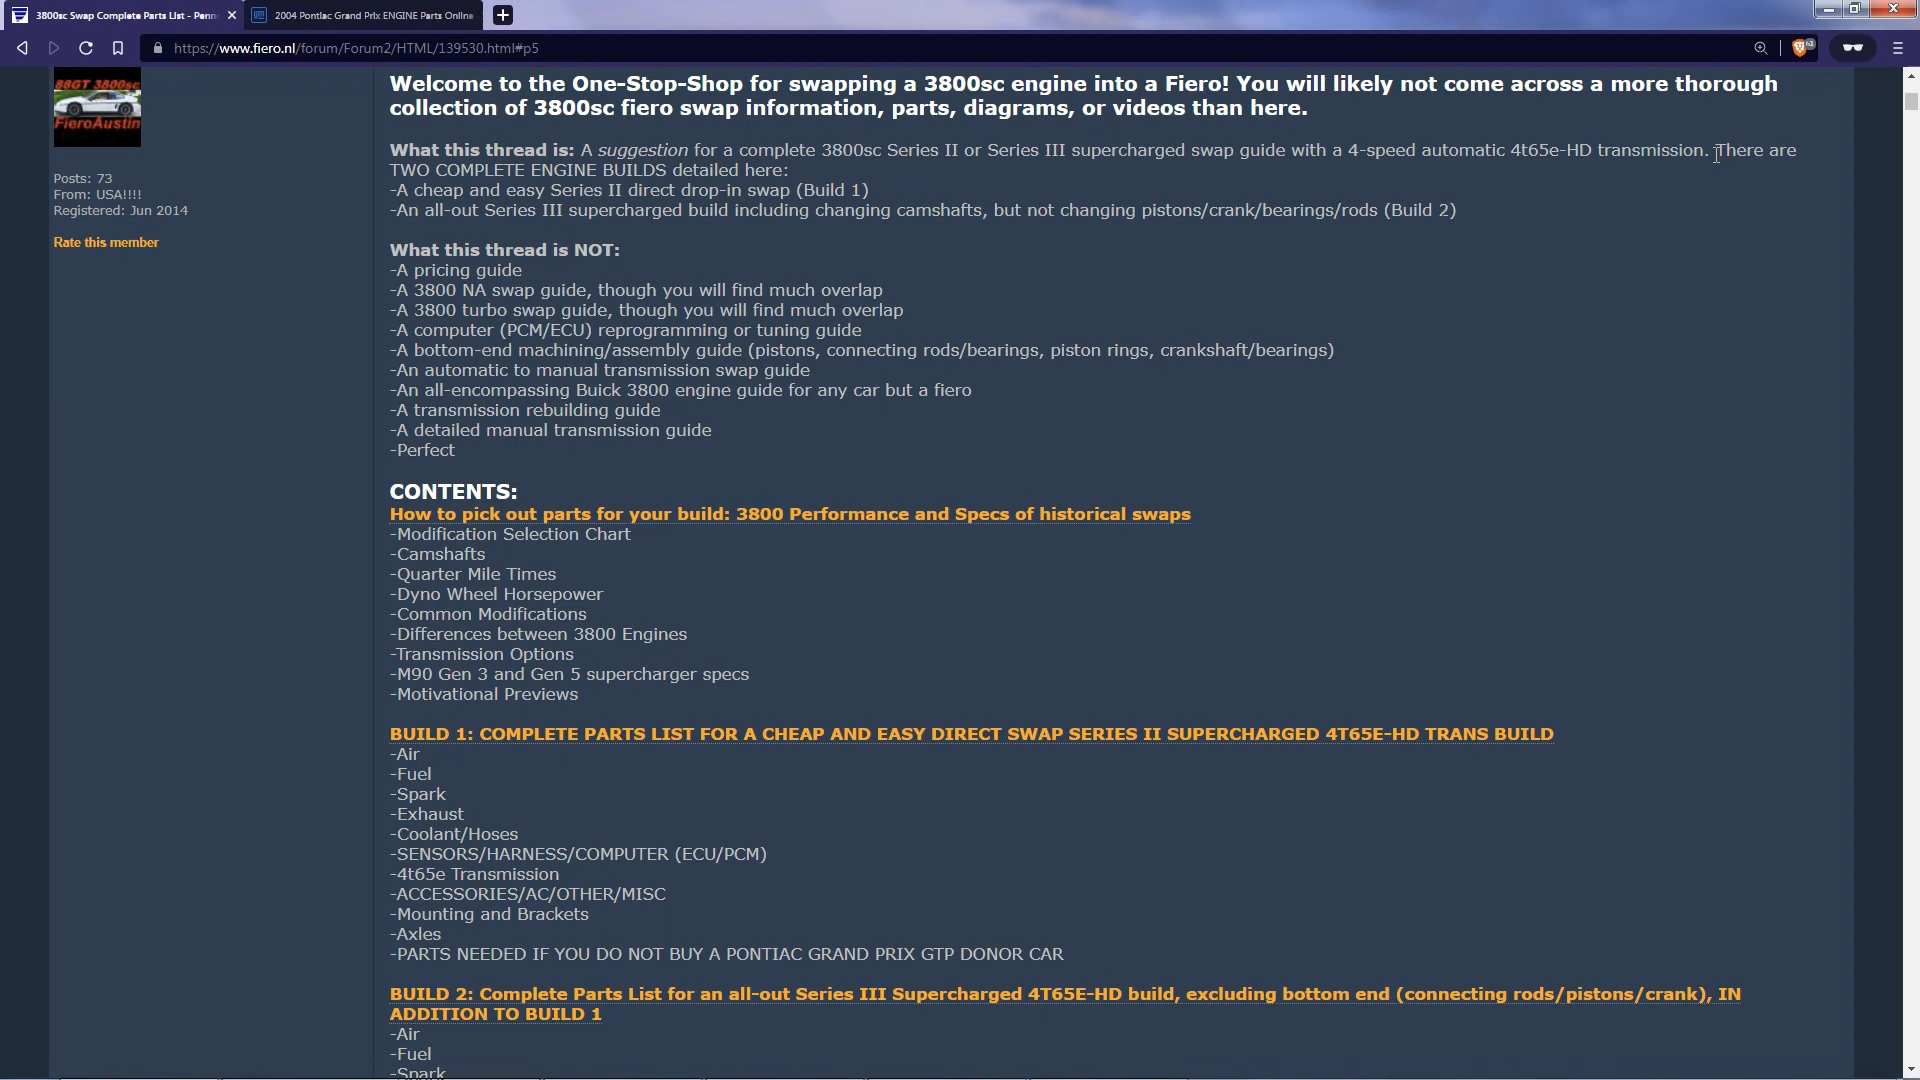 3800sc Swap Complete Parts List - Penn
2004 Pontiac Grand Prix ENGINE Parts Online
https://www.fiero.nl/forum/Forum2/HTML/139530.html#p5
88GT 3800sc
FieroAustin
Posts: 73
From: USA!!!!
Registered: Jun 2014
Rate this member
Welcome to the One-Stop-Shop for swapping a 3800sc engine into a Fiero! You will likely not come across a more thorough
collection of 3800sc fiero swap information, parts, diagrams, or videos than here.
What this thread is: A suggestion for a complete 3800sc Series II or Series III supercharged swap guide with a 4-speed automatic 4t65e-HD transmission. There are
TWO COMPLETE ENGINE BUILDS detailed here:
-A cheap and easy Series II direct drop-in swap (Build 1)
-An all-out Series III supercharged build including changing camshafts, but not changing pistons/crank/bearings/rods (Build 2)
What this thread is NOT:
-A pricing guide
-A 3800 NA swap guide, though you will find much overlap
-A 3800 turbo swap guide, though you will find much overlap
-A computer (PCM/ECU) reprogramming or tuning guide
-A bottom-end machining/assembly guide (pistons, connecting rods/bearings, piston rings, crankshaft/bearings)
-An automatic to manual transmission swap guide
-An all-encompassing Buick 3800 engine guide for any car but a fiero
-A transmission rebuilding guide
-A detailed manual transmission guide
-Perfect
CONTENTS:
How to pick out parts for your build: 3800 Performance and Specs of historical swaps
-Modification Selection Chart
-Camshafts
-Quarter Mile Times
-Dyno Wheel Horsepower
-Common Modifications
-Differences between 3800 Engines
-Transmission Options
-M90 Gen 3 and Gen 5 supercharger specs
-Motivational Previews
BUILD 1: COMPLETE PARTS LIST FOR A CHEAP AND EASY DIRECT SWAP SERIES II SUPERCHARGED 4T65E-HD TRANS BUILD
-Air
-Fuel
-Spark
-Exhaust
-Coolant/Hoses
-SENSORS/HARNESS/COMPUTER (ECU/PCM)
-4t65e Transmission
-ACCESSORIES/AC/OTHER/MISC
-Mounting and Brackets
-Axles
-PARTS NEEDED IF YOU DO NOT BUY A PONTIAC GRAND PRIX GTP DONOR CAR
BUILD 2: Complete Parts List for an all-out Series III Supercharged 4T65E-HD build, excluding bottom end (connecting rods/pistons/crank), IN
ADDITION TO BUILD 1
-Air
-Fuel
-Spark